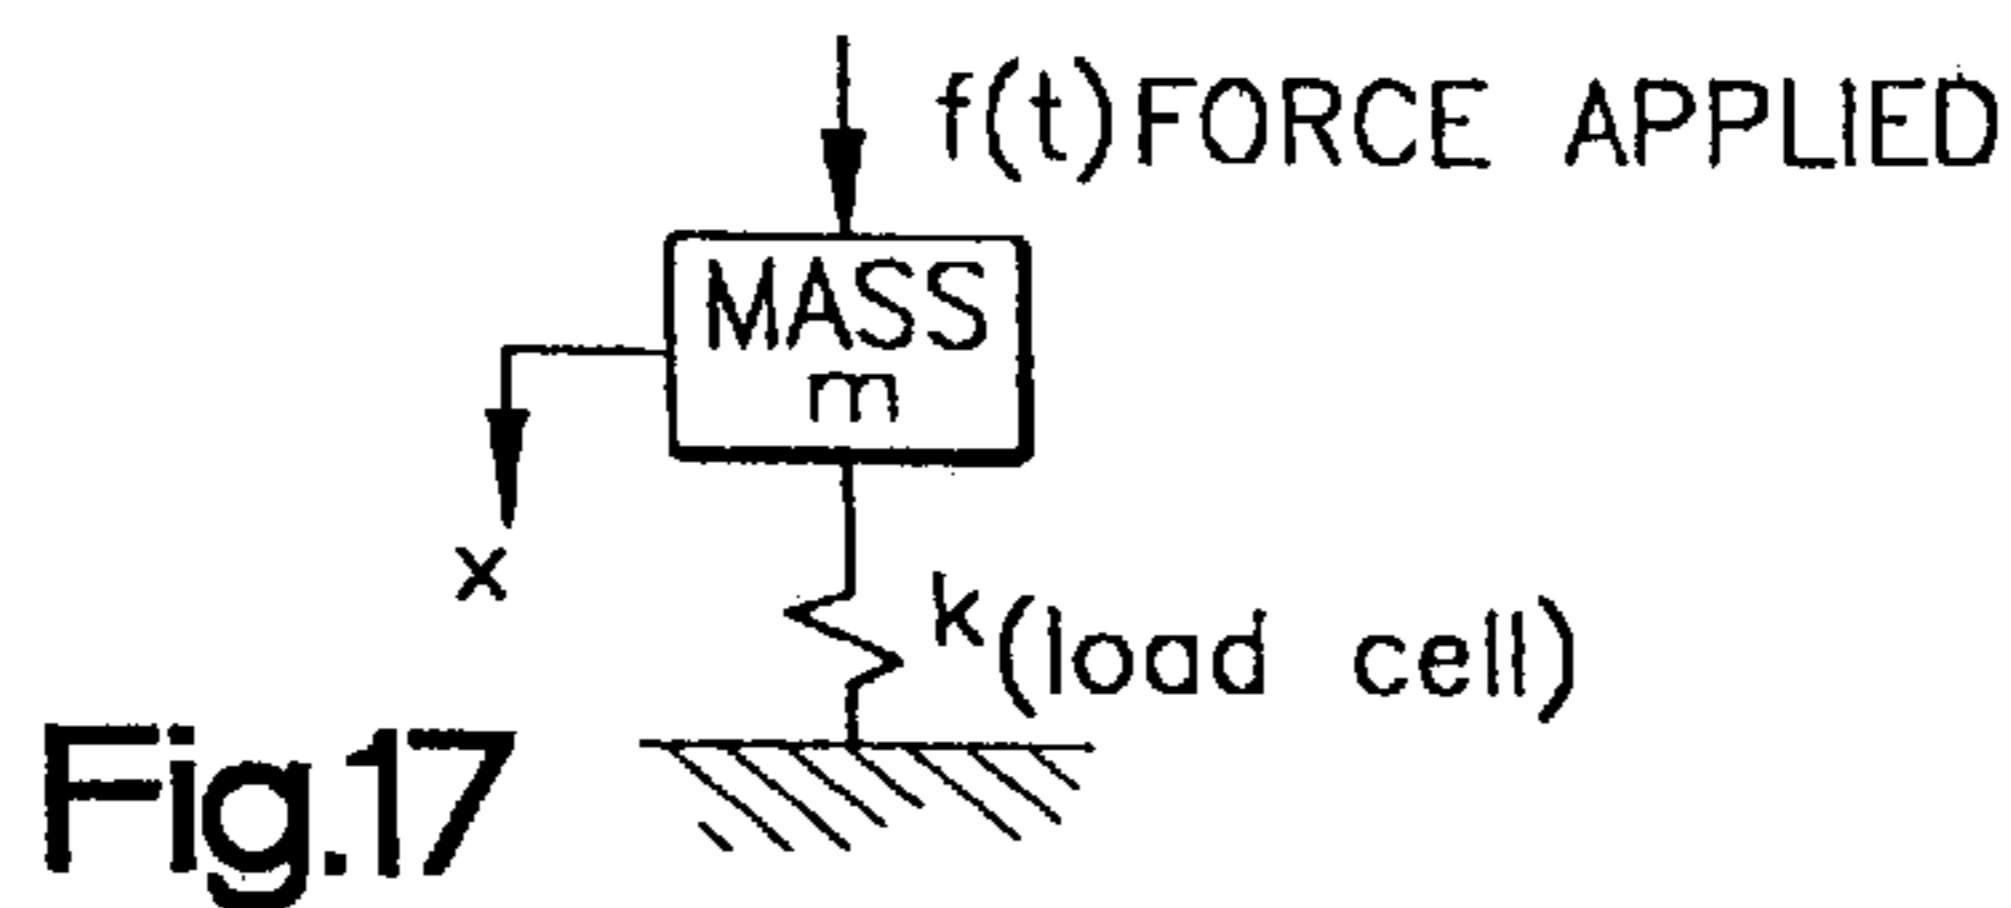 f(t) FORCE APPLIED
MASS
m
x
k (load cell)
Fig.17